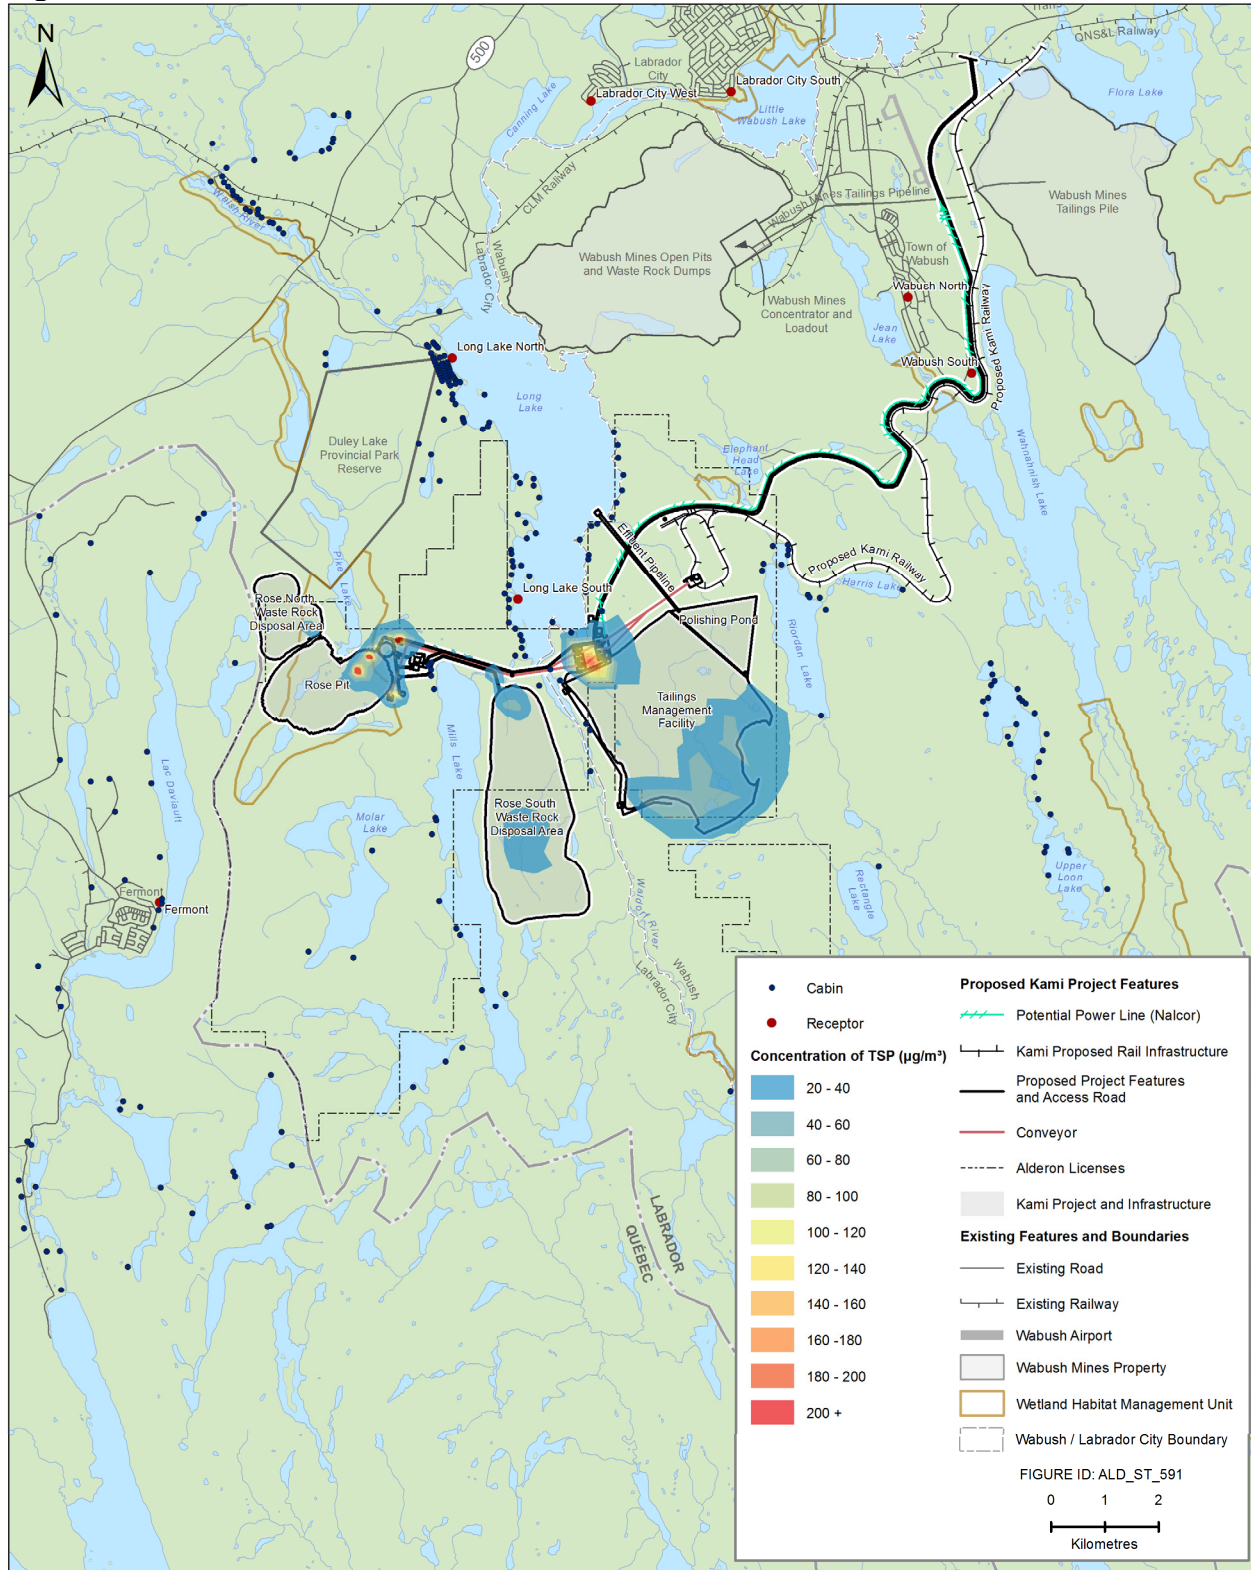 N
500
QNS&L Railway
Labrador
City
Labrador City South
Labrador City West
Little
Wabush Lake
Flora Lake
Canning Lake
CLM Railway
Walsh River
Wabush Mines Tailings Pipeline
Wabush Mines
Tailings Pile
Wabush
Labrador City
Wabush Mines Open Pits
and Waste Rock Dumps
Town of
Wabush
Wabuch North
Wabush Mines
Concentrator and
Loadout
Jean
Lake
Wabush South
Proposed Kami Railway
Long Lake North
Long
Lake
Duley Lake
Provincial Park
Reserve
Elephant
Head
Lake
Wahnahnish Lake
Effluent Pipeline
Proposed Kami Railway
Harris Lake
Pike Lake
Long Lake South
Rose North
Waste Rock
Disposal Area
Polishing Pond
Riordan Lake
Rose Pit
Tailings
Management
Facility
Mills Lake
Lac Daviault
Rose South
Waste Rock
Disposal Area
Molar
Lake
Rectangle
Lake
Upper
Loon
Lake
Fermont
Fermont
Waldorf River
Wabush
Labrador City
LABRADOR
QUÉBEC
Cabin
Receptor
Concentration of TSP (µg/m³)
20 - 40
40 - 60
60 - 80
80 - 100
100 - 120
120 - 140
140 - 160
160 -180
180 - 200
200 +
Proposed Kami Project Features
Potential Power Line (Nalcor)
Kami Proposed Rail Infrastructure
Proposed Project Features
and Access Road
Conveyor
Alderon Licenses
Kami Project and Infrastructure
Existing Features and Boundaries
Existing Road
Existing Railway
Wabush Airport
Wabush Mines Property
Wetland Habitat Management Unit
Wabush / Labrador City Boundary
FIGURE ID: ALD_ST_591
0 1 2
Kilometres